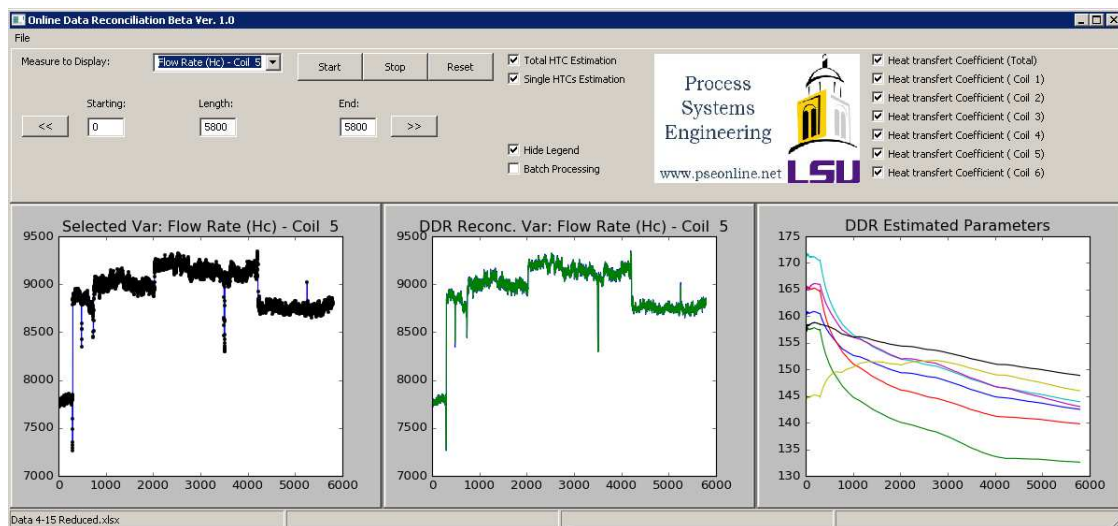 Online Data Reconciliation Beta Ver. 1.0
File
Measure to Display:
Flow Rate (Hc) - Coil 5
Start
Stop
Reset
Starting:
Length:
End:
<<
0
5800
5800
>>
Total HTC Estimation
Single HTCs Estimation
Hide Legend
Batch Processing
Process
Systems
Engineering
www.pseonline.net
LSU
Heat transfert Coefficient (Total)
Heat transfert Coefficient ( Coil 1)
Heat transfert Coefficient ( Coil 2)
Heat transfert Coefficient ( Coil 3)
Heat transfert Coefficient ( Coil 4)
Heat transfert Coefficient ( Coil 5)
Heat transfert Coefficient ( Coil 6)
Selected Var: Flow Rate (Hc) - Coil 5
9500
9000
8500
8000
7500
7000
0 1000 2000 3000 4000 5000 6000
DDR Reconc. Var: Flow Rate (Hc) - Coil 5
9500
9000
8500
8000
7500
7000
0 1000 2000 3000 4000 5000 6000
DDR Estimated Parameters
175
170
165
160
155
150
145
140
135
130
0 1000 2000 3000 4000 5000 6000
Data 4-15 Reduced.xlsx